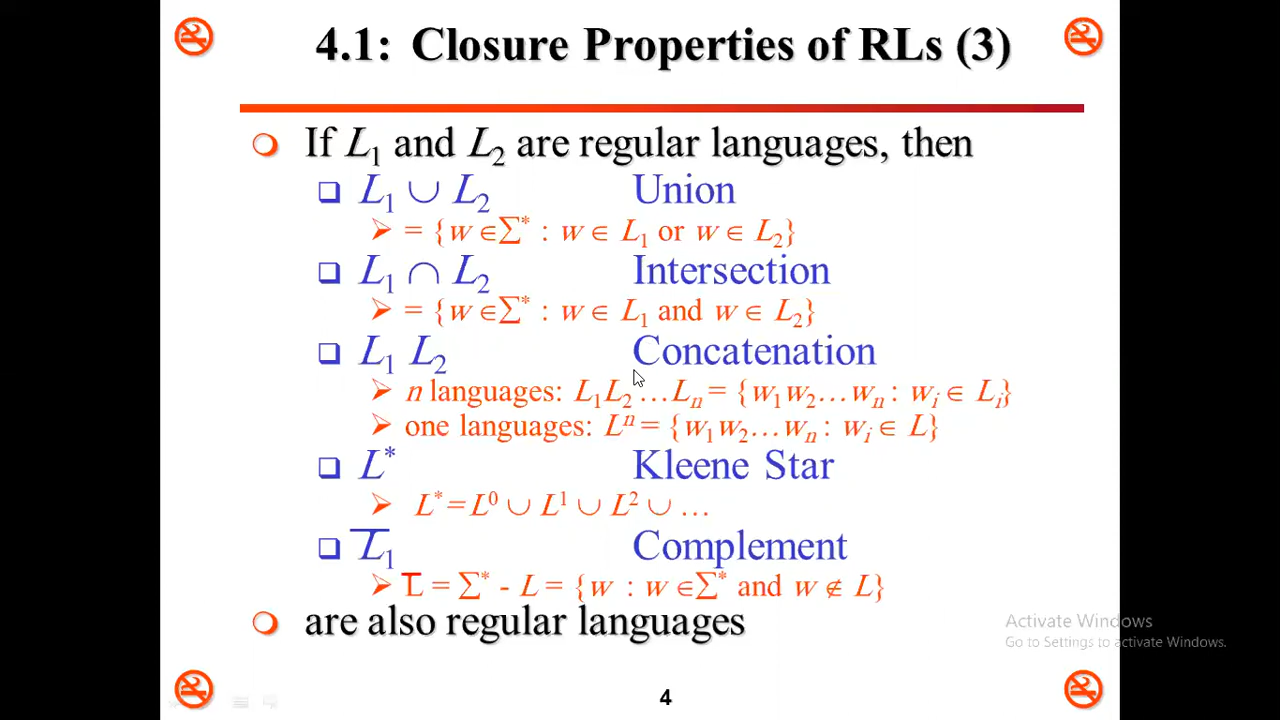 4.1: Closure Properties of RLs (3)
If L₁ and L₂ are regular languages, then
L₁ ∪ L₂ Union
= {w ∈Σ* : w ∈ L₁ or w ∈ L₂}
L₁ ∩ L₂ Intersection
= {w ∈Σ* : w ∈ L₁ and w ∈ L₂}
L₁ L₂ Concatenation
n languages: L₁L₂ …Lₙ = {w₁w₂…wₙ : wᵢ ∈ Lᵢ}
one languages: Lⁿ = {w₁w₂…wₙ : wᵢ ∈ L}
L* Kleene Star
L* = L⁰ ∪ L¹ ∪ L² ∪ …
L̅₁ Complement
L̅ = Σ* - L = {w : w ∈Σ* and w ∉ L}
are also regular languages
Activate Windows
Go to Settings to activate Windows.
4